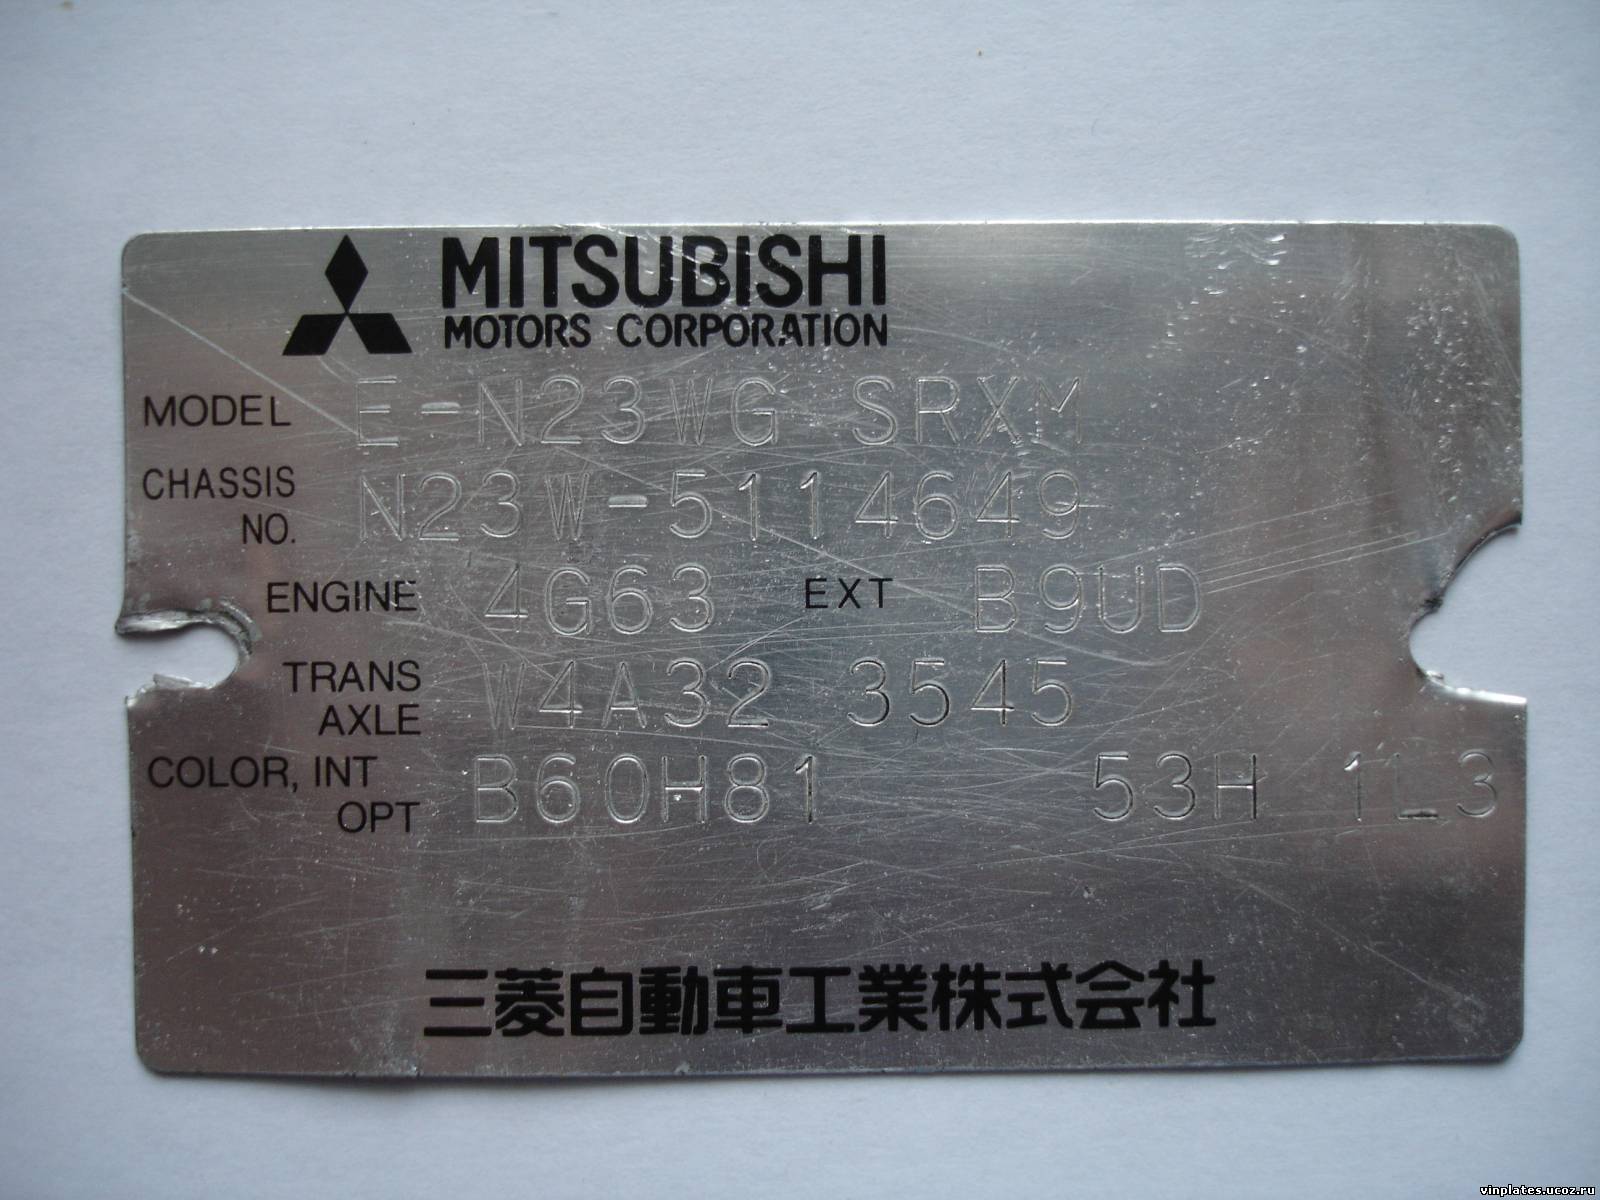 MITSUBISHI
MOTORS CORPORATION
MODEL E-N23WG SRXM
CHASSIS NO. N23W-5114649
ENGINE 4G63 EXT B9UD
TRANS AXLE W4A32 3545
COLOR, INT OPT B60H81 53H 1L3
三菱自動車工業株式会社
vinplates.ucoz.ru